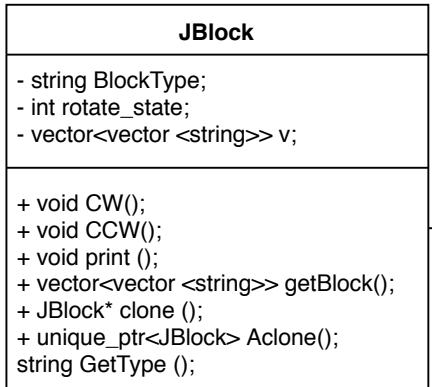 JBlock
- string BlockType;
- int rotate_state;
- vector<vector <string>> v;
+ void CW();
+ void CCW();
+ void print ();
+ vector<vector <string>> getBlock();
+ JBlock* clone ();
+ unique_ptr<JBlock> Aclone();
string GetType ();